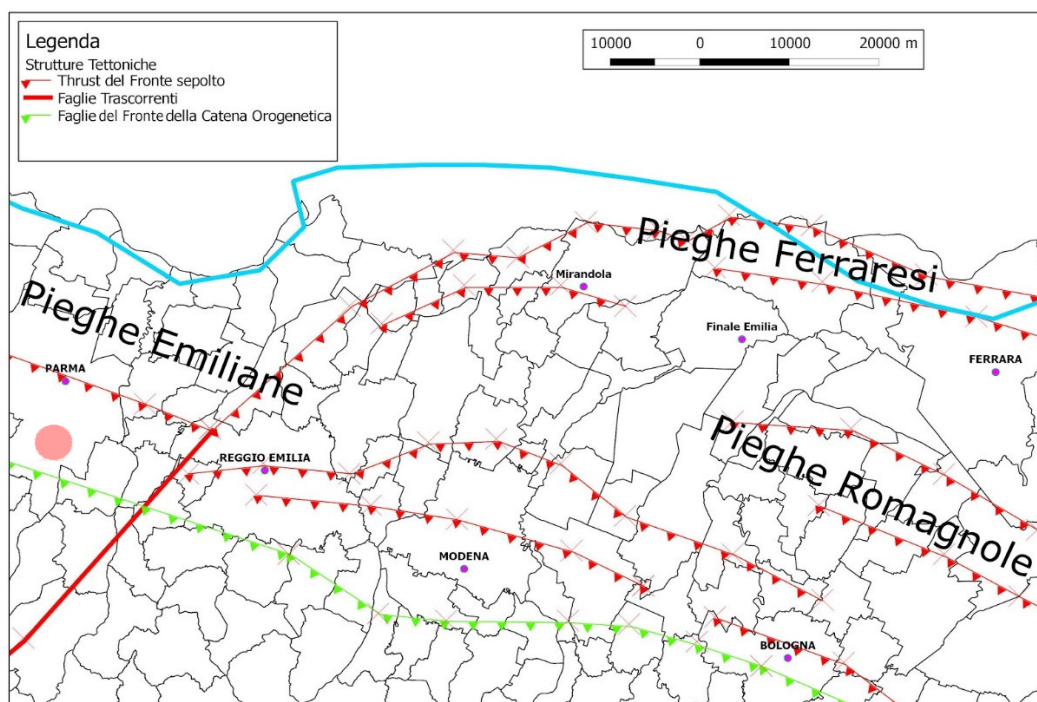 Legenda
Strutture Tettoniche
Thrust del Fronte sepolto
Faglie Trascorrenti
Faglie del Fronte della Catena Orogenetica
10000 0 10000 20000 m
Pieghe Ferraresi
Mirandola
Pieghe Emiliane
Finale Emilia
FERRARA
PARMA
Pieghe Romagnole
REGGIO EMILIA
MODENA
BOLOGNA